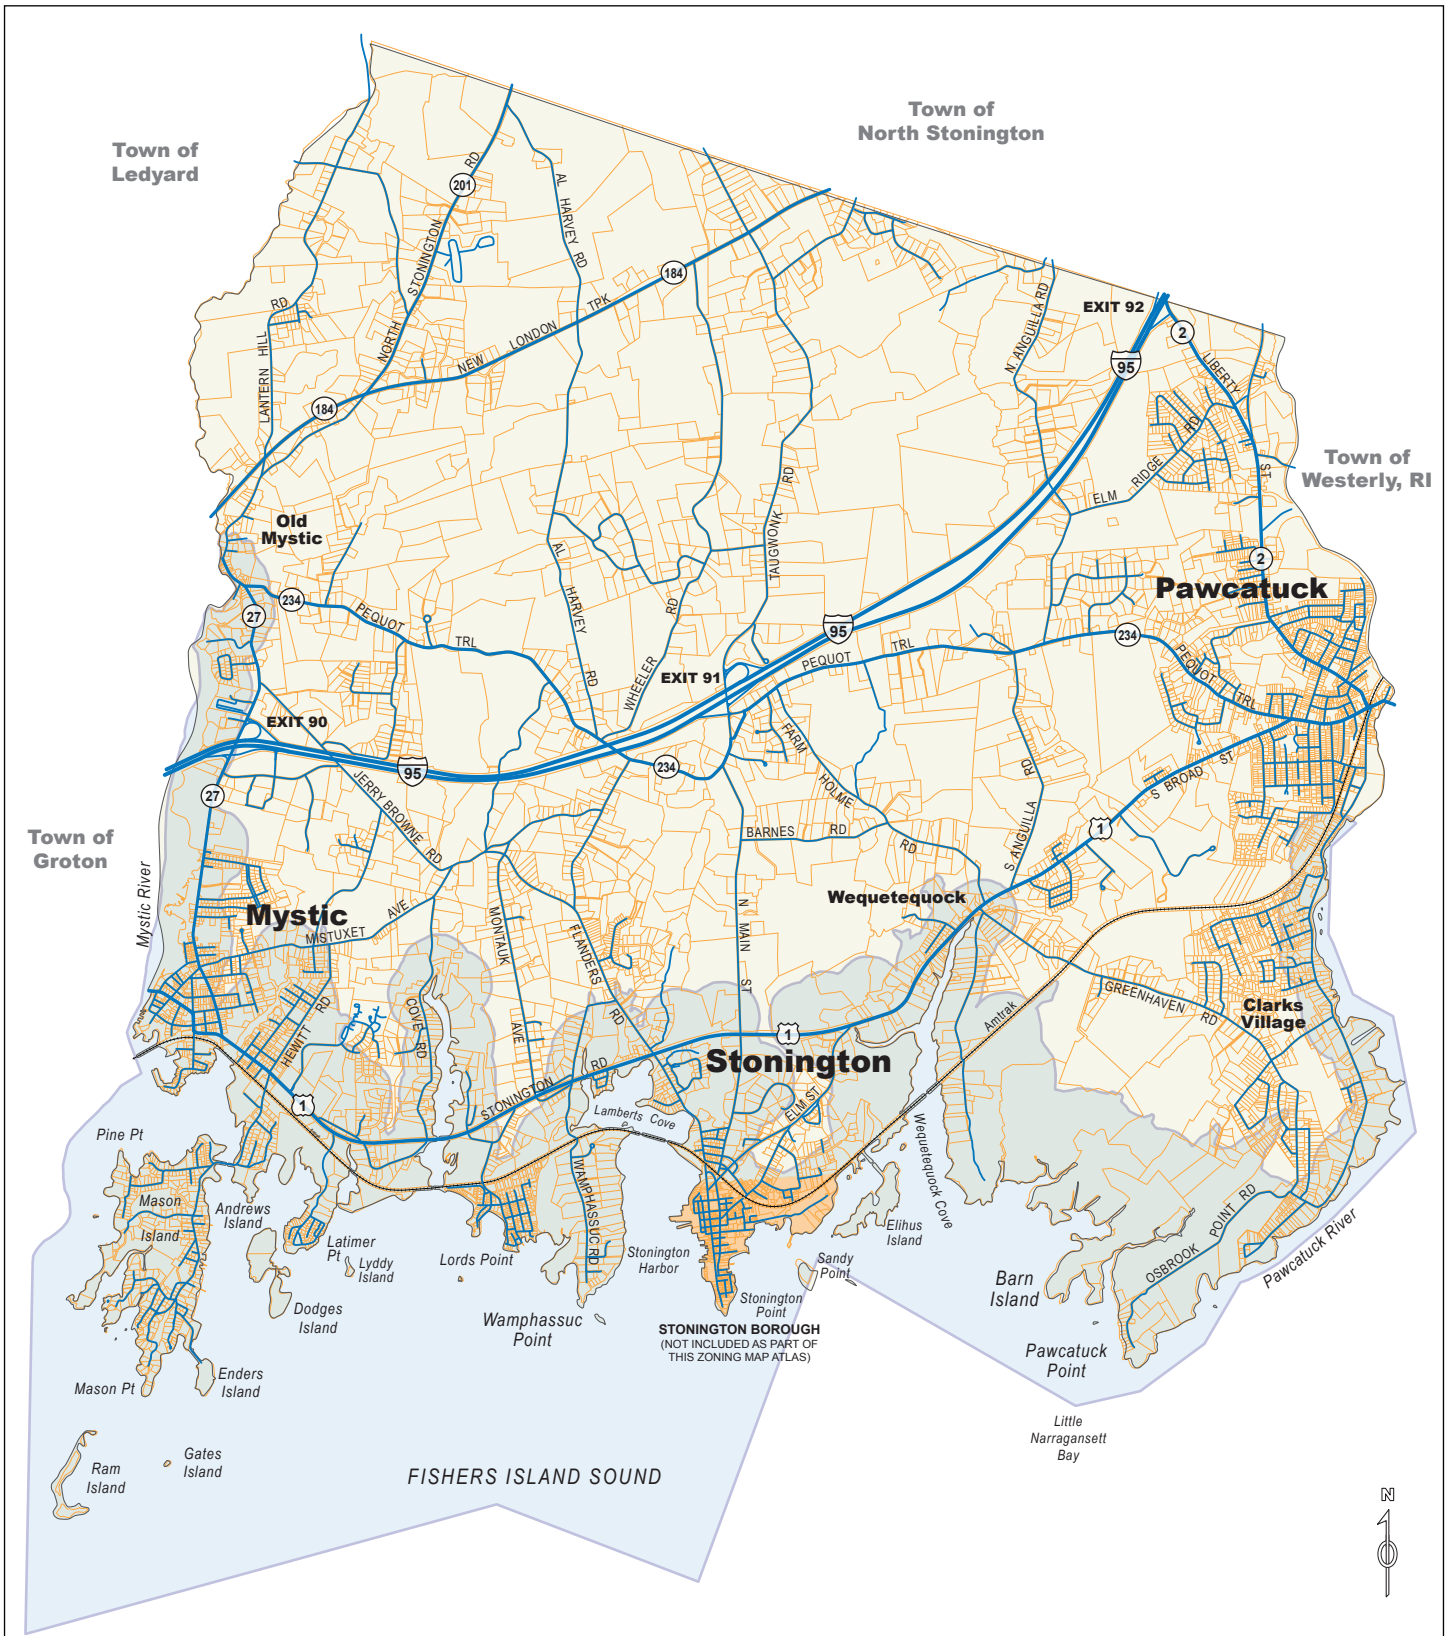 Town of
North Stonington
Town of
Ledyard
RD
201
STONINGTON
NORTH
AL HARVEY RD
184
NEW LONDON TPK
RD
LANTERN HILL
184
N. ANGUILLA RD
EXIT 92
2
95
LIBERTY
ST
ELM RIDGE RD
Town of
Westerly, RI
Old
Mystic
TAUGWONK RD
AL HARVEY RD
2
Pawcatuck
234
27
PEQUOT TRL
95
WHEELER RD
EXIT 91
PEQUOT TRL
234
PEQUOT TRL
EXIT 90
95
234
27
JERRY BROWNE RD
FARM HOLME RD
BARNES RD
S ANGUILLA RD
S BROAD ST
1
Town of
Groton
Mystic River
Mystic
MISTUXET AVE
MONTAUK AVE
FLANDERS RD
N MAIN ST
Wequetequock
HEWITT RD
COVE RD
Amtrak
GREENHAVEN RD
Clarks
Village
1
Stonington
STONINGTON RD
ELM ST
1
Lamberts Cove
Wequetequock Cove
Pine Pt
Mason
Island
Andrews
Island
Latimer
Pt
Lyddy
Island
Dodges
Island
Lords Point
WAMPHASSUC RD
Wamphassuc
Point
Stonington
Harbor
Stonington
Point
STONINGTON BOROUGH
(NOT INCLUDED AS PART OF
THIS ZONING MAP ATLAS)
Elihus
Island
Sandy
Point
Barn
Island
OSBROOK POINT RD
Pawcatuck River
Pawcatuck
Point
Little
Narragansett
Bay
Enders
Island
Mason Pt
Gates
Island
Ram
Island
FISHERS ISLAND SOUND
N